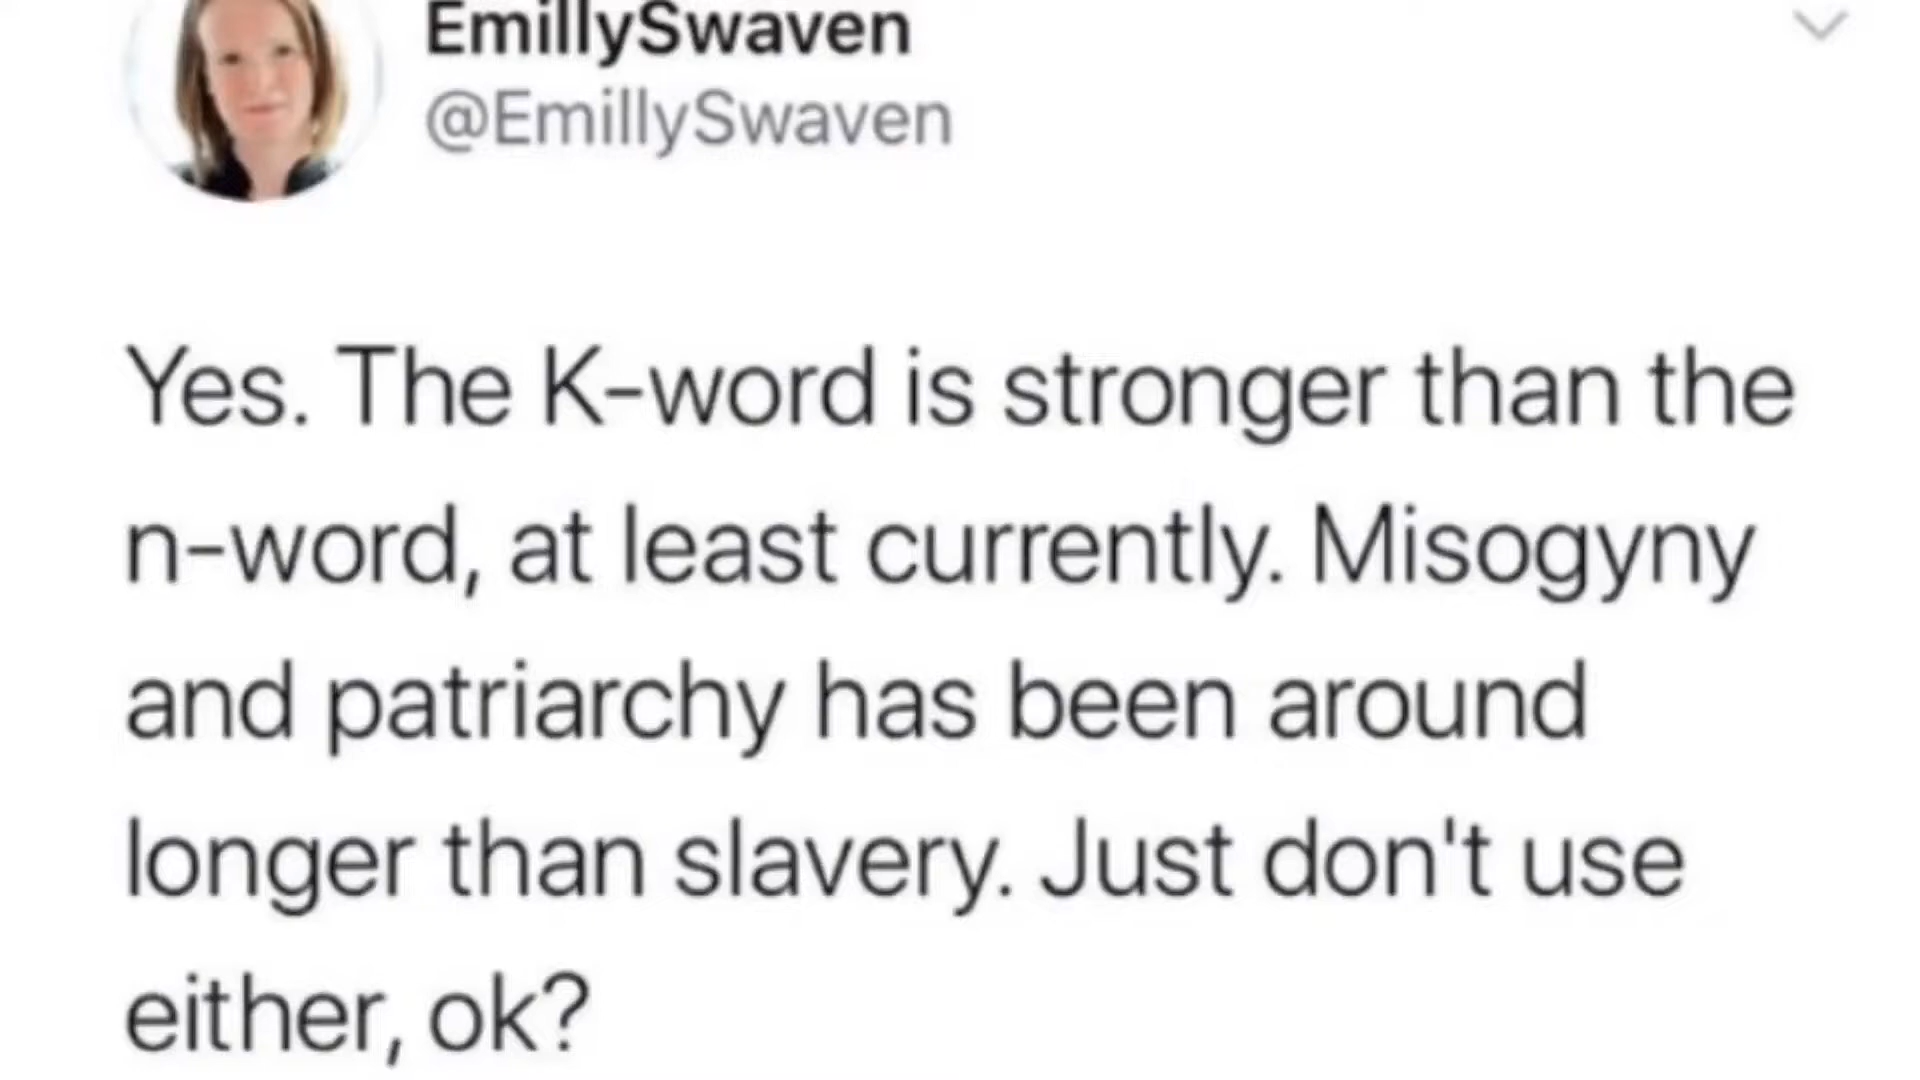 EmillySwaven
@EmillySwaven
Yes. The K-word is stronger than the
n-word, at least currently. Misogyny
and patriarchy has been around
longer than slavery. Just don't use
either, ok?